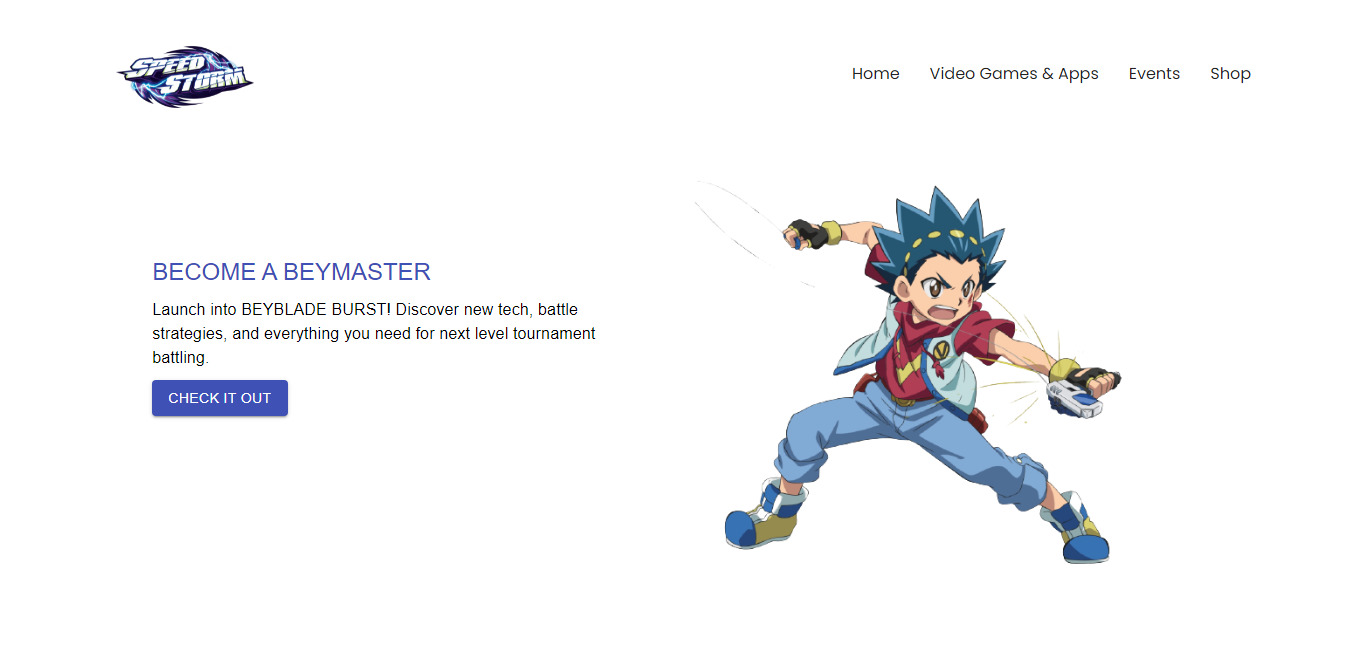 SPEED
STORM
Home
Video Games & Apps
Events
Shop
BECOME A BEYMASTER
Launch into BEYBLADE BURST! Discover new tech, battle
strategies, and everything you need for next level tournament
battling.
CHECK IT OUT
V